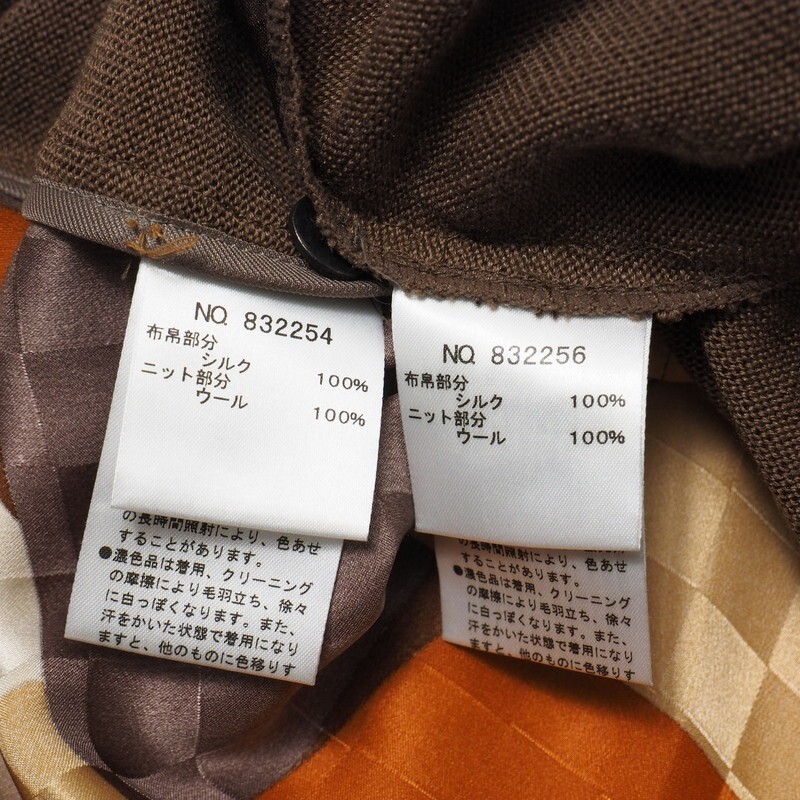 NO. 832254
布帛部分
シルク 100%
ニット部分
ウール 100%
の長時間照射により、色あせ
することがあります。
●濃色品は着用、クリーニング
の摩擦により毛羽立ち、徐々
に白っぽくなります。また、
汗をかいた状態で着用になり
ますと、他のものに色移りす
NO. 832256
布帛部分
シルク 100%
ニット部分
ウール 100%
の長時間照射により、色あせ
することがあります。
●濃色品は着用、クリーニング
の摩擦により毛羽立ち、徐々
に白っぽくなります。また、
汗をかいた状態で着用になり
ますと、他のものに色移りす